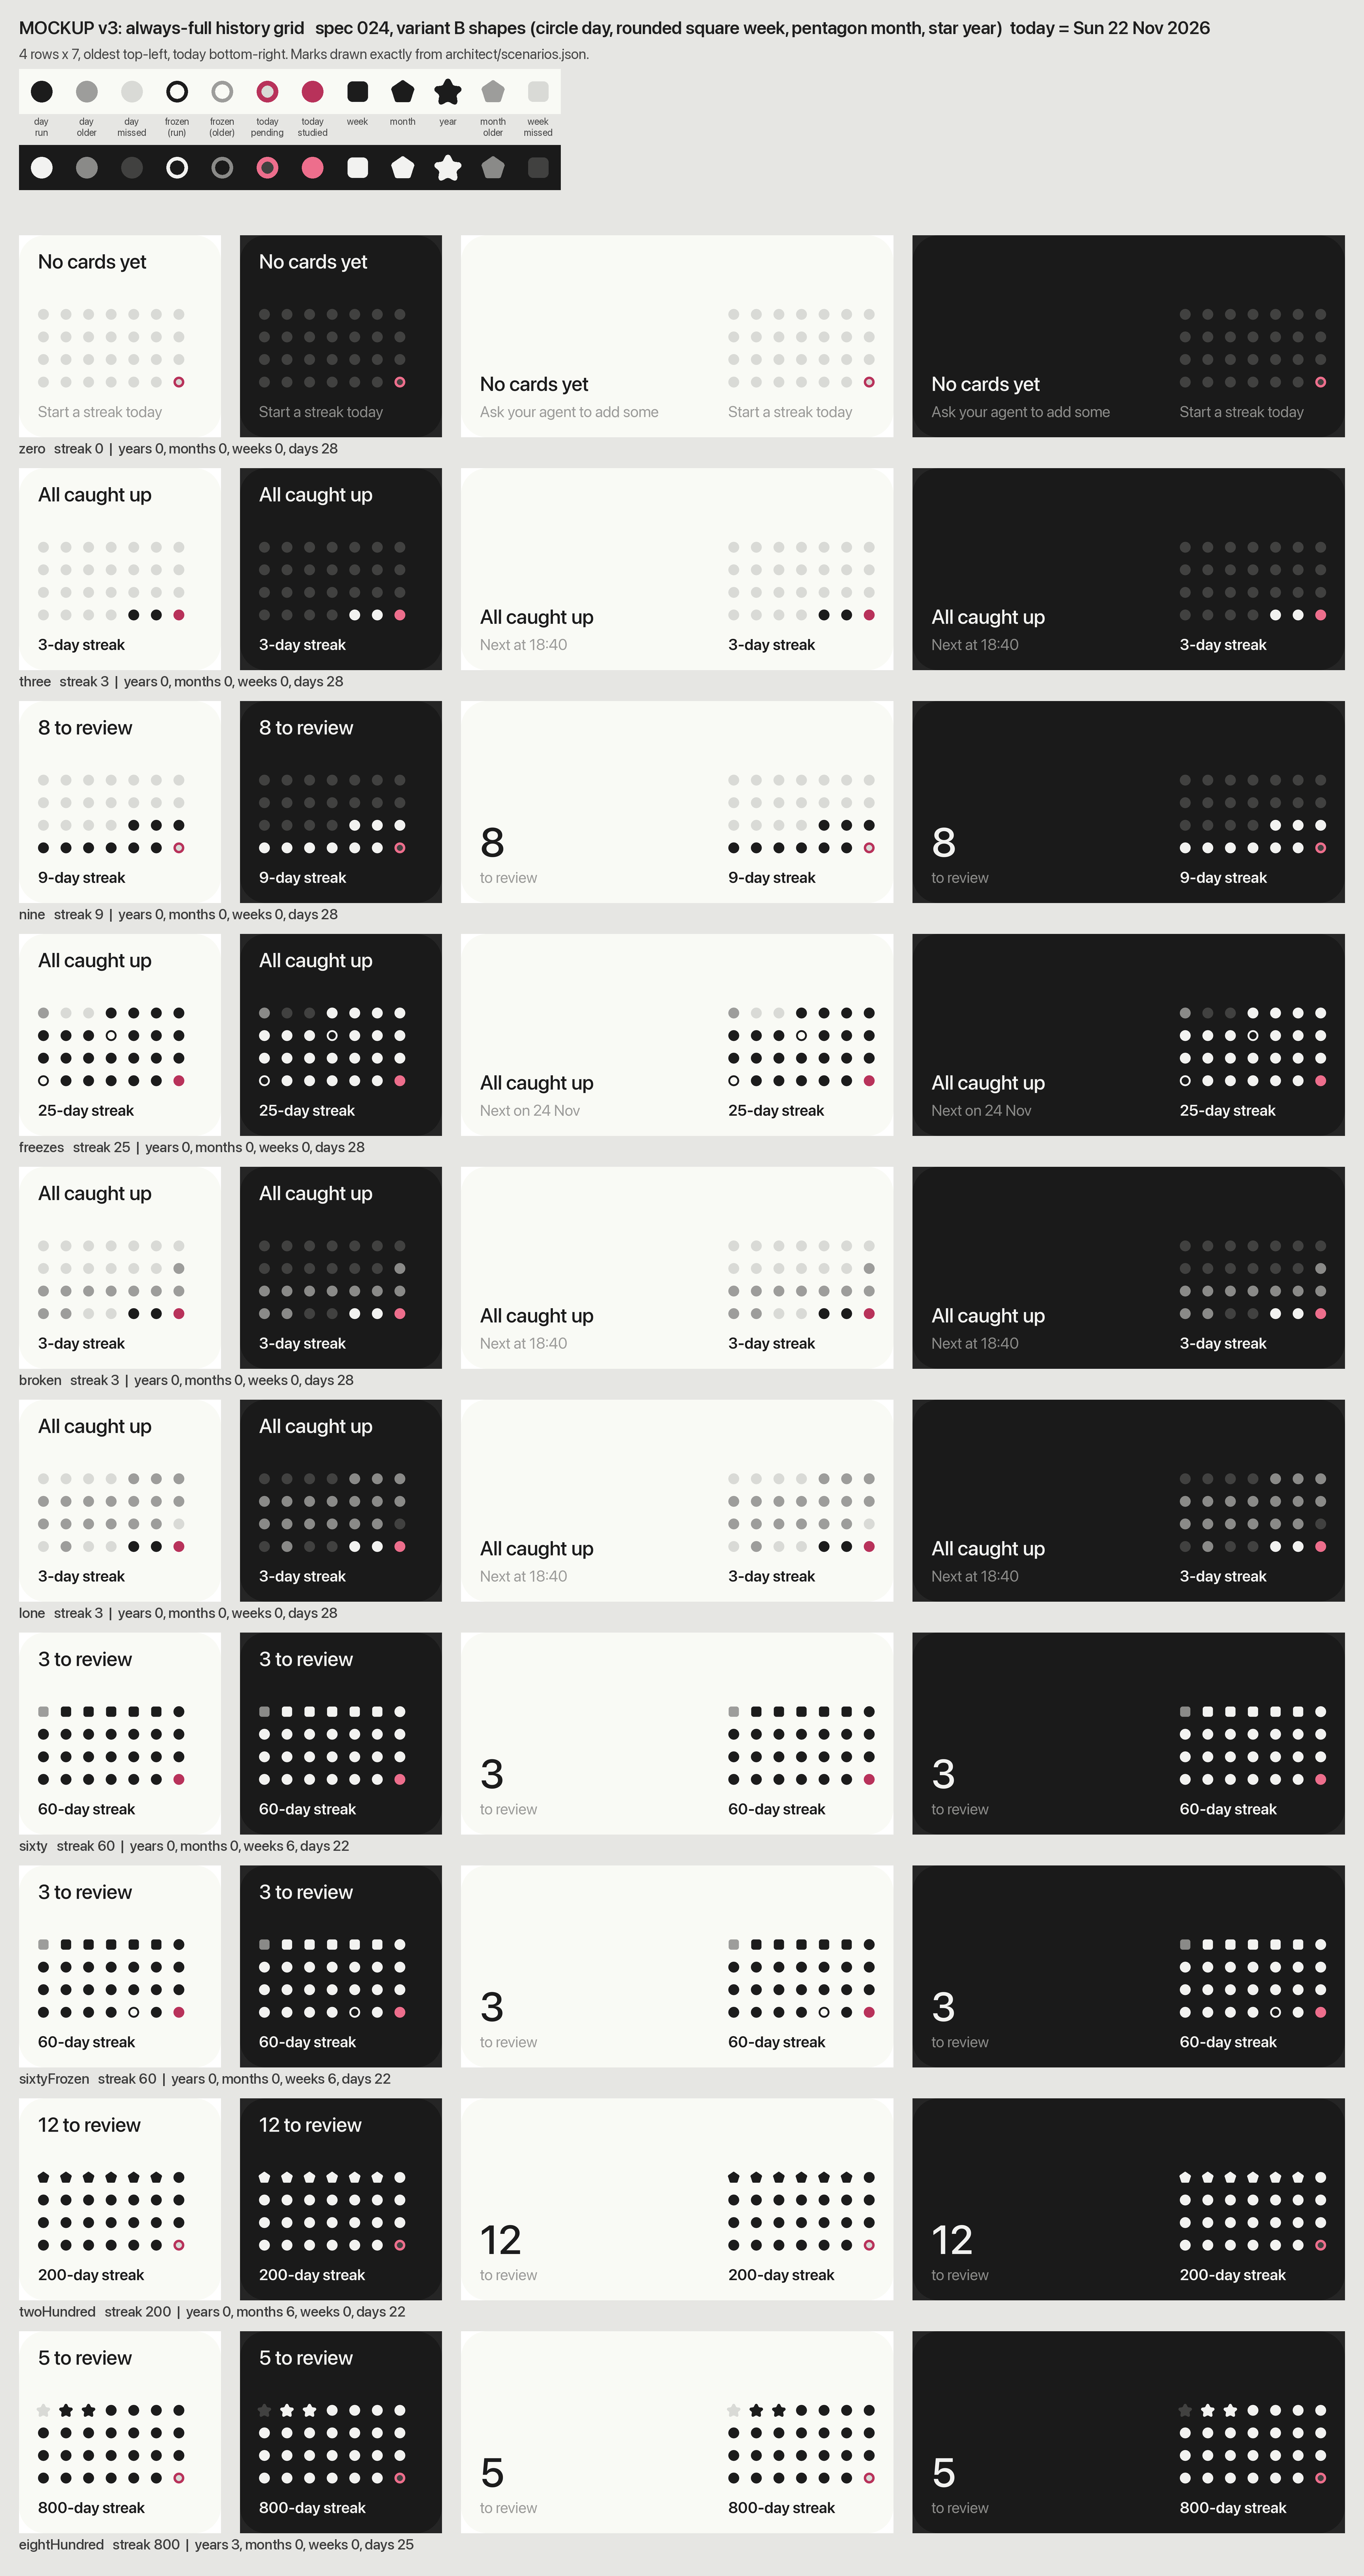 MOCKUP v3: always-full history grid   spec 024, variant B shapes (circle day, rounded square week, pentagon month, star year)  today = Sun 22 Nov 2026
4 rows x 7, oldest top-left, today bottom-right. Marks drawn exactly from architect/scenarios.json.
day run
day older
day missed
frozen (run)
frozen (older)
today pending
today studied
week
month
year
month older
week missed
No cards yet
Start a streak today
No cards yet
Start a streak today
No cards yet
Ask your agent to add some
Start a streak today
No cards yet
Ask your agent to add some
Start a streak today
zero   streak 0  |  years 0, months 0, weeks 0, days 28
All caught up
3-day streak
All caught up
3-day streak
All caught up
Next at 18:40
3-day streak
All caught up
Next at 18:40
3-day streak
three   streak 3  |  years 0, months 0, weeks 0, days 28
8 to review
9-day streak
8 to review
9-day streak
8
to review
9-day streak
8
to review
9-day streak
nine   streak 9  |  years 0, months 0, weeks 0, days 28
All caught up
25-day streak
All caught up
25-day streak
All caught up
Next on 24 Nov
25-day streak
All caught up
Next on 24 Nov
25-day streak
freezes   streak 25  |  years 0, months 0, weeks 0, days 28
All caught up
3-day streak
All caught up
3-day streak
All caught up
Next at 18:40
3-day streak
All caught up
Next at 18:40
3-day streak
broken   streak 3  |  years 0, months 0, weeks 0, days 28
All caught up
3-day streak
All caught up
3-day streak
All caught up
Next at 18:40
3-day streak
All caught up
Next at 18:40
3-day streak
lone   streak 3  |  years 0, months 0, weeks 0, days 28
3 to review
60-day streak
3 to review
60-day streak
3
to review
60-day streak
3
to review
60-day streak
sixty   streak 60  |  years 0, months 0, weeks 6, days 22
3 to review
60-day streak
3 to review
60-day streak
3
to review
60-day streak
3
to review
60-day streak
sixtyFrozen   streak 60  |  years 0, months 0, weeks 6, days 22
12 to review
200-day streak
12 to review
200-day streak
12
to review
200-day streak
12
to review
200-day streak
twoHundred   streak 200  |  years 0, months 6, weeks 0, days 22
5 to review
800-day streak
5 to review
800-day streak
5
to review
800-day streak
5
to review
800-day streak
eightHundred   streak 800  |  years 3, months 0, weeks 0, days 25